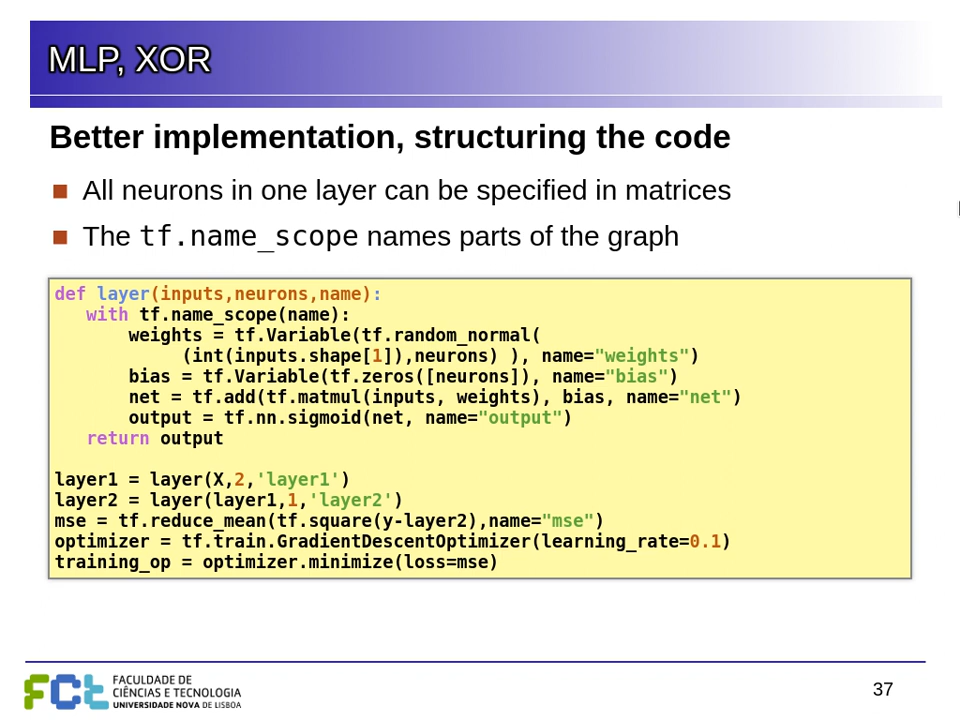 MLP, XOR
Better implementation, structuring the code
■ All neurons in one layer can be specified in matrices
■ The tf.name_scope names parts of the graph
def layer(inputs,neurons,name):
   with tf.name_scope(name):
       weights = tf.Variable(tf.random_normal(
            (int(inputs.shape[1]),neurons) ), name="weights")
       bias = tf.Variable(tf.zeros([neurons]), name="bias")
       net = tf.add(tf.matmul(inputs, weights), bias, name="net")
       output = tf.nn.sigmoid(net, name="output")
   return output
layer1 = layer(X,2,'layer1')
layer2 = layer(layer1,1,'layer2')
mse = tf.reduce_mean(tf.square(y-layer2),name="mse")
optimizer = tf.train.GradientDescentOptimizer(learning_rate=0.1)
training_op = optimizer.minimize(loss=mse)
FCt
FACULDADE DE
CIÊNCIAS E TECNOLOGIA
UNIVERSIDADE NOVA DE LISBOA
37